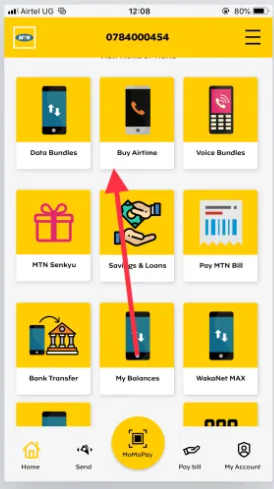 Airtel UG 12:08 80%
MTN 0784000454
Data Bundles Buy Airtime Voice Bundles
MTN Senkyu Savings & Loans Pay MTN Bill
Bank Transfer My Balances WakaNet MAX
MoMoPay
Home Send Pay bill My Account